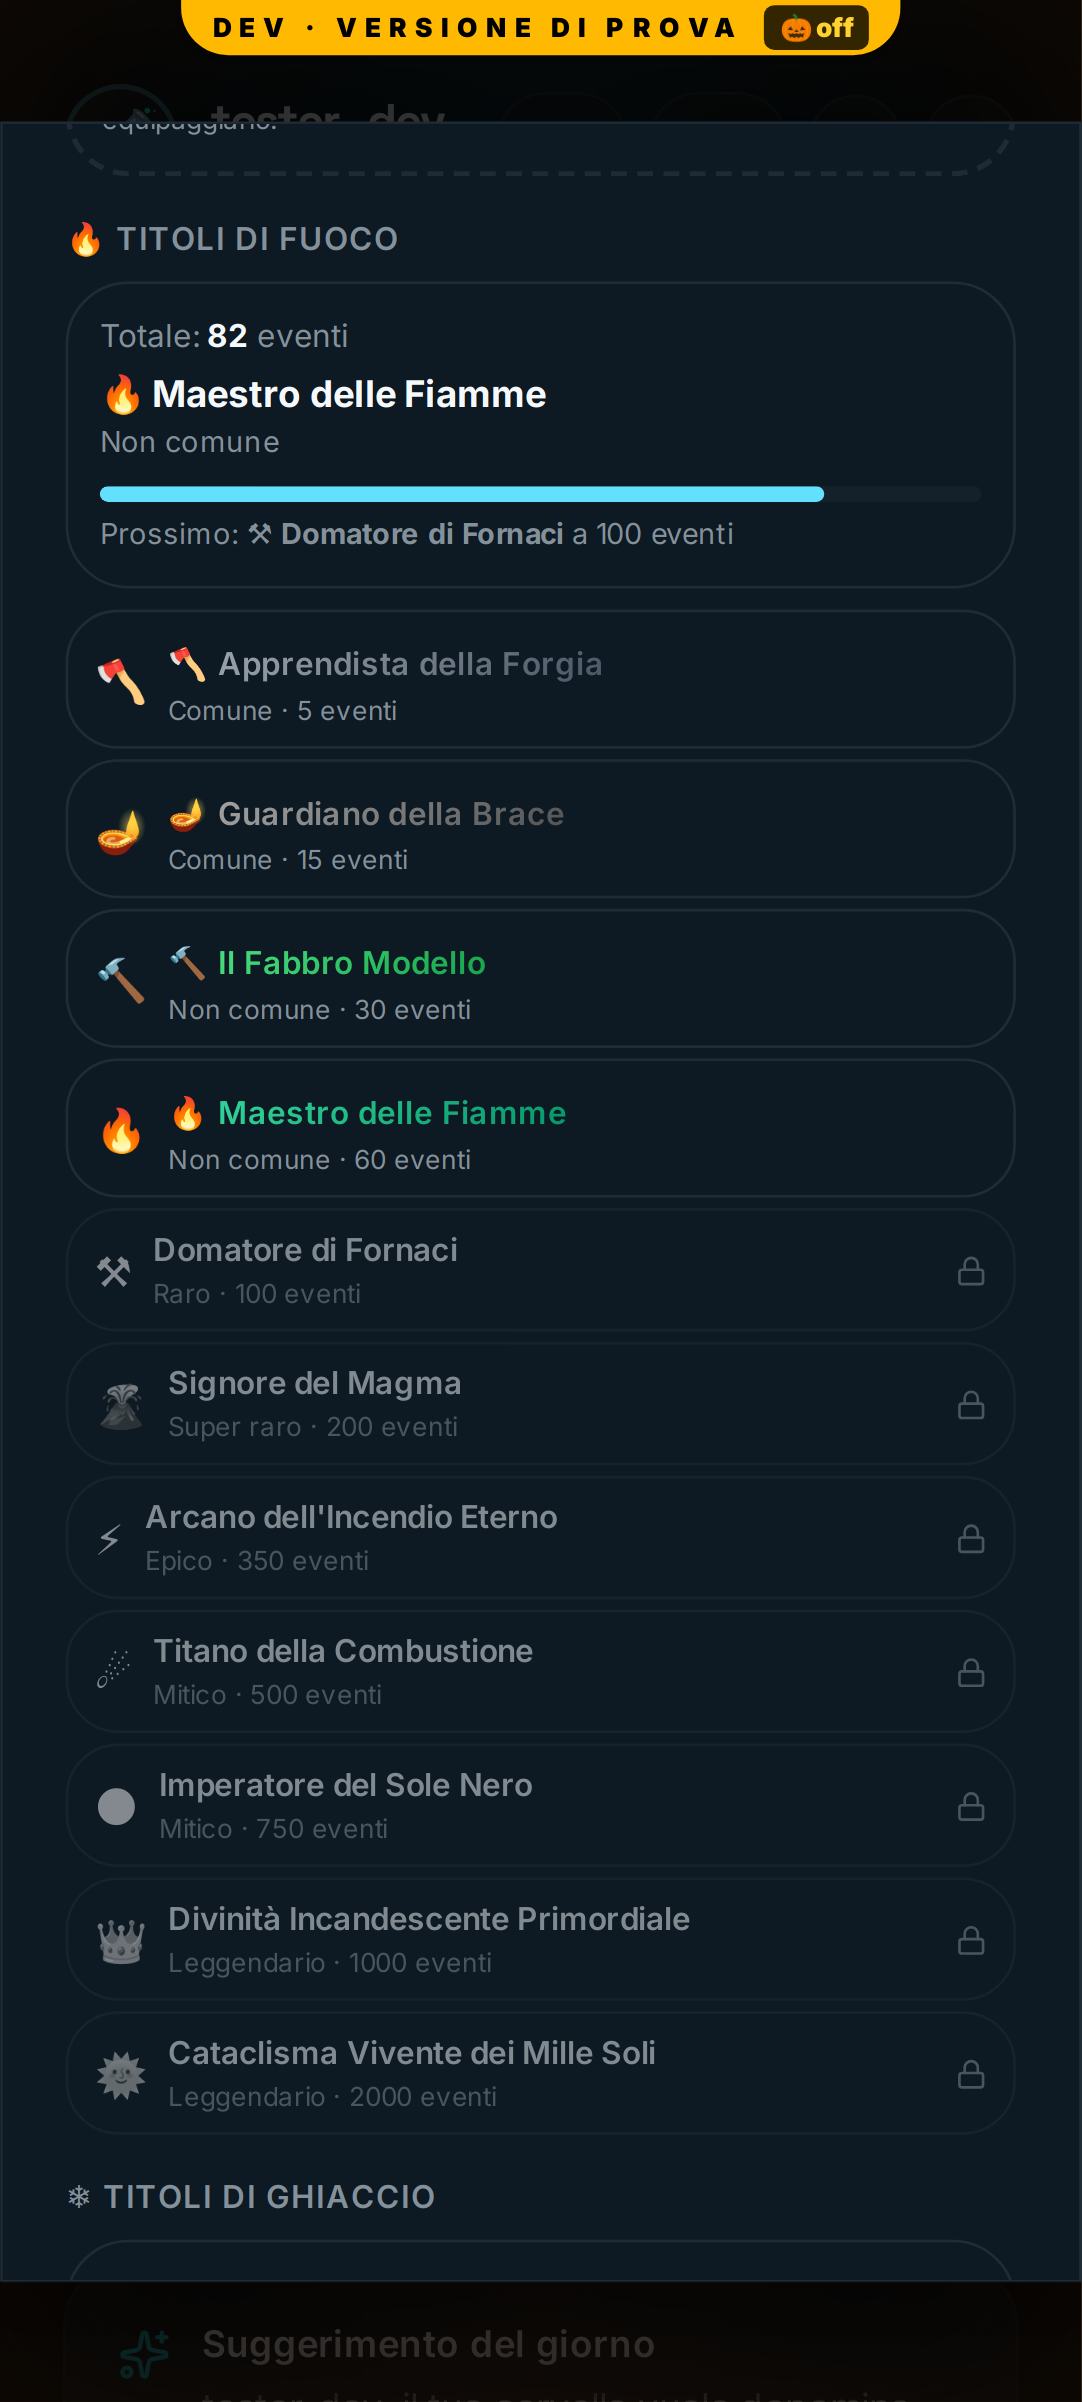 DEV · VERSIONE DI PROVA 🎃 off
tester_dev
equipaggiano.
🔥 TITOLI DI FUOCO
Totale: 82 eventi
🔥 Maestro delle Fiamme
Non comune
Prossimo: ⚒ Domatore di Fornaci a 100 eventi
🪓 Apprendista della Forgia
Comune · 5 eventi
🪔 Guardiano della Brace
Comune · 15 eventi
🔨 Il Fabbro Modello
Non comune · 30 eventi
🔥 Maestro delle Fiamme
Non comune · 60 eventi
Domatore di Fornaci
Raro · 100 eventi
Signore del Magma
Super raro · 200 eventi
Arcano dell'Incendio Eterno
Epico · 350 eventi
Titano della Combustione
Mitico · 500 eventi
Imperatore del Sole Nero
Mitico · 750 eventi
Divinità Incandescente Primordiale
Leggendario · 1000 eventi
Cataclisma Vivente dei Mille Soli
Leggendario · 2000 eventi
❄ TITOLI DI GHIACCIO
Suggerimento del giorno